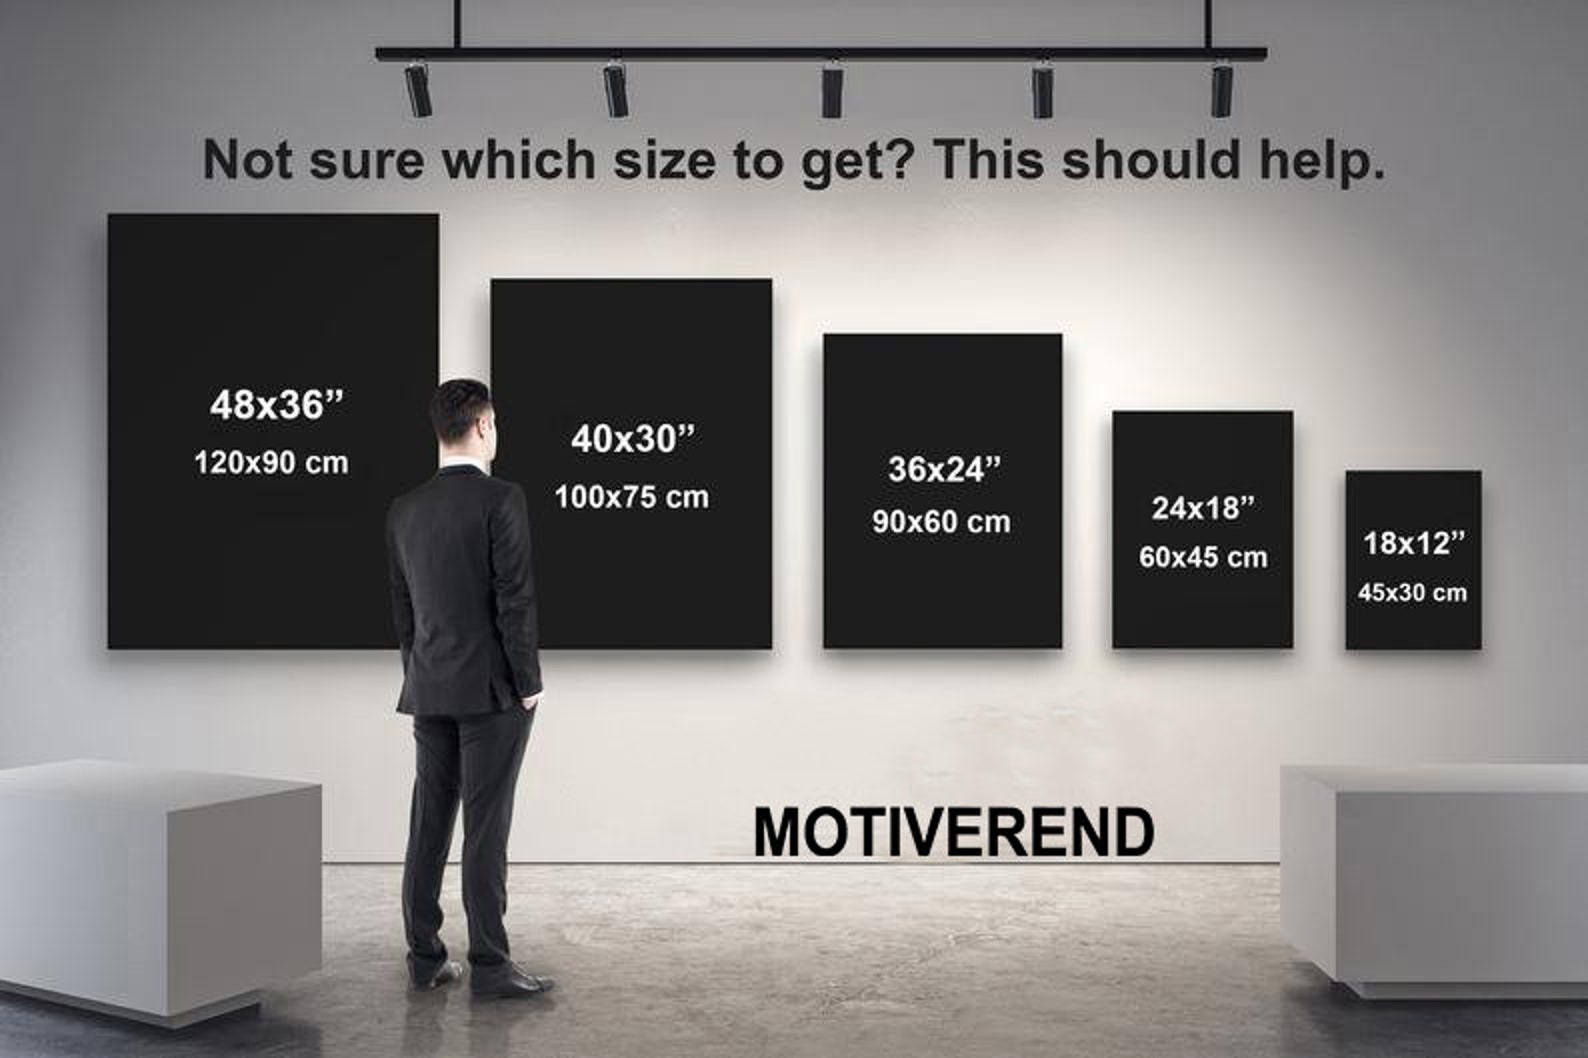 Not sure which size to get? This should help.
48x36”
120x90 cm
40x30”
100x75 cm
36x24”
90x60 cm
24x18”
60x45 cm
18x12”
45x30 cm
MOTIVEREND